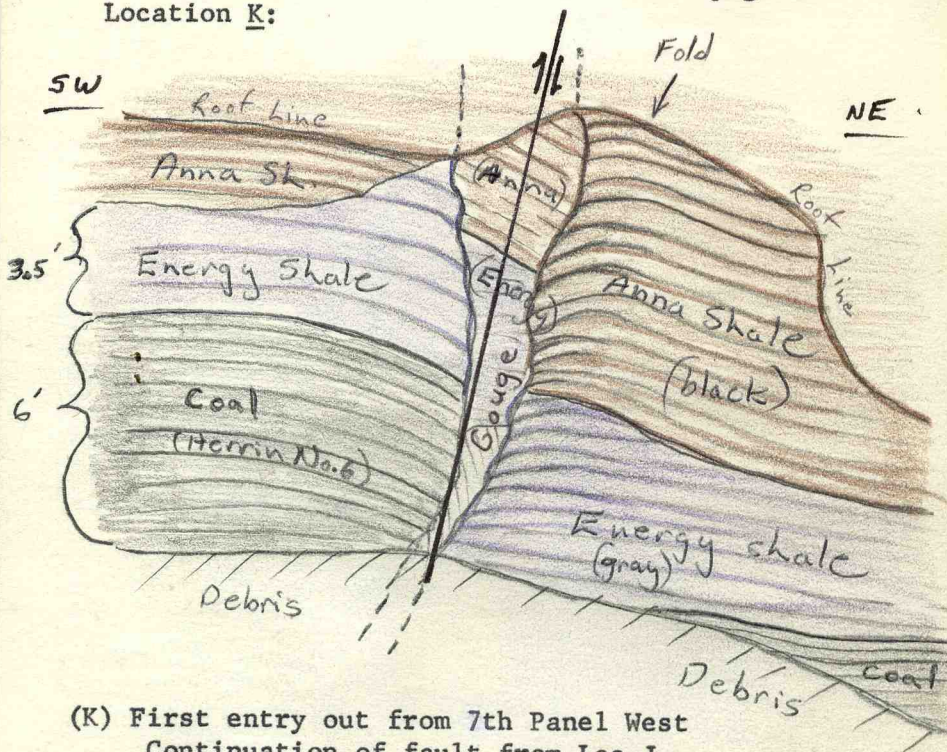 Location K:
Fold
SW
NE
Roof Line
Anna Sh.
(Anna)
Roof
Line
3.5'
Energy Shale
(Energy)
Anna Shale
(black)
6'
Coal
(Herrin No. 6)
Gouge
Energy shale
(gray)
Debris
Debris
Coal
(K) First entry out from 7th Panel West
Continuation of fault from Loc J